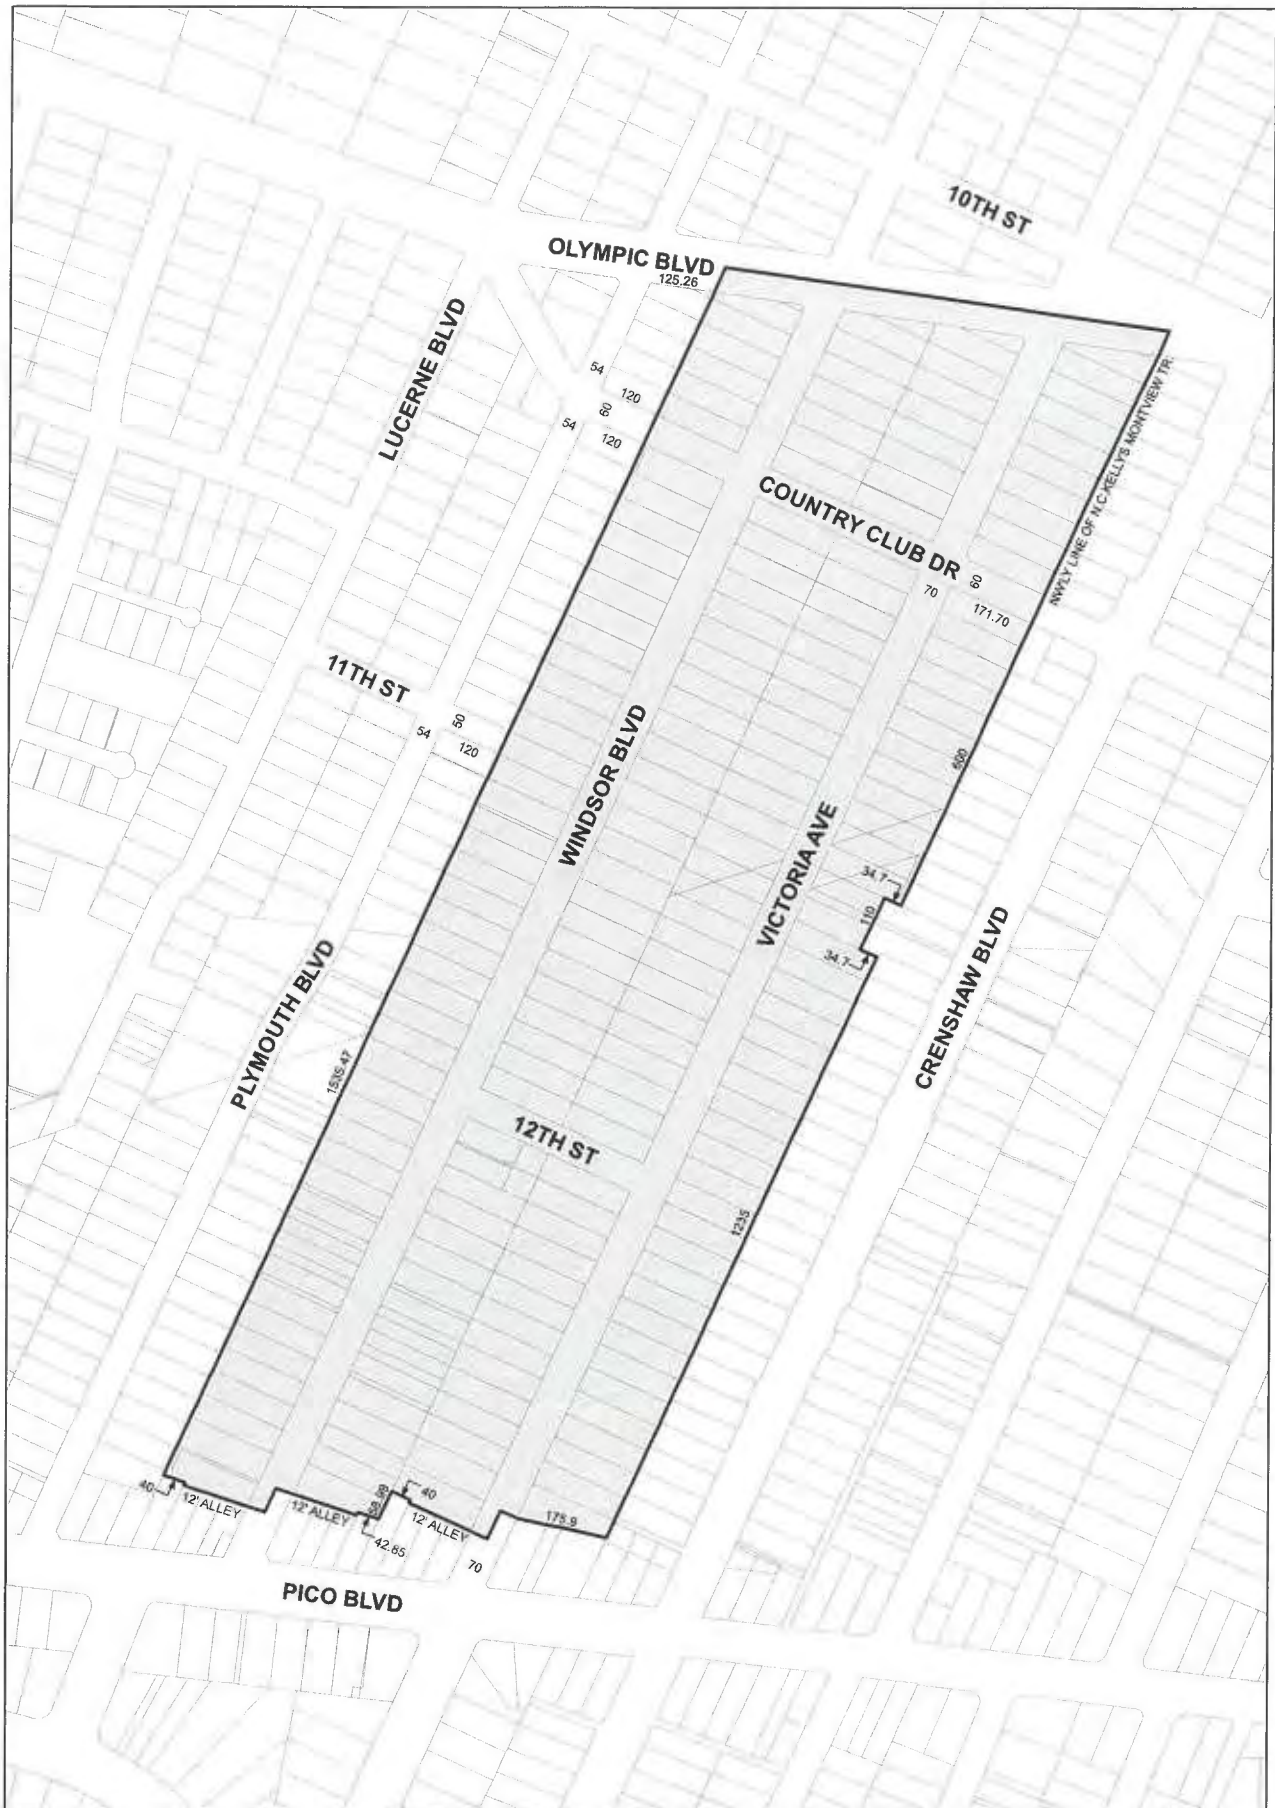 10TH ST
OLYMPIC BLVD
125.26
LUCERNE BLVD
NW'LY LINE OF N.C.KELLY'S MONTVIEW TR.
54
120
60
54
120
COUNTRY CLUB DR
60
70
171.70
11TH ST
50
54
120
WINDSOR BLVD
600
VICTORIA AVE
34.7
110
34.7
CRENSHAW BLVD
PLYMOUTH BLVD
1535.47
12TH ST
1235
40
12' ALLEY
12' ALLEY
58.99
40
12' ALLEY
175.9
42.85
70
PICO BLVD